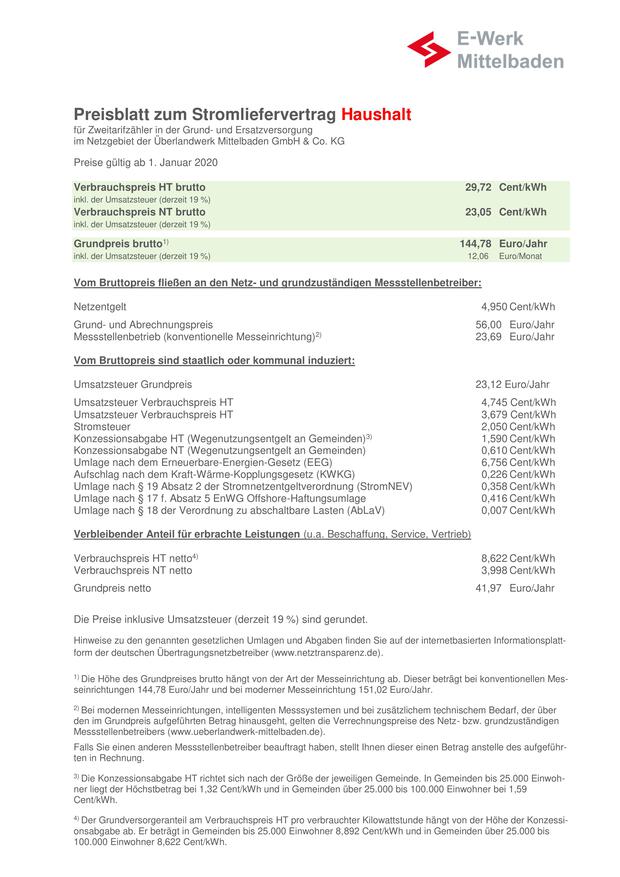 E-Werk
Mittelbaden
Preisblatt zum Stromliefervertrag Haushalt
für Zweitarifzähler in der Grund- und Ersatzversorgung
im Netzgebiet der Überlandwerk Mittelbaden GmbH & Co. KG
Preise gültig ab 1. Januar 2020
Verbrauchspreis HT brutto 29,72 Cent/kWh
inkl. der Umsatzsteuer (derzeit 19 %)
Verbrauchspreis NT brutto 23,05 Cent/kWh
inkl. der Umsatzsteuer (derzeit 19 %)
Grundpreis brutto1) 144,78 Euro/Jahr
inkl. der Umsatzsteuer (derzeit 19 %) 12,06 Euro/Monat
Vom Bruttopreis fließen an den Netz- und grundzuständigen Messstellenbetreiber:
Netzentgelt 4,950 Cent/kWh
Grund- und Abrechnungspreis 56,00 Euro/Jahr
Messstellenbetrieb (konventionelle Messeinrichtung)2) 23,69 Euro/Jahr
Vom Bruttopreis sind staatlich oder kommunal induziert:
Umsatzsteuer Grundpreis 23,12 Euro/Jahr
Umsatzsteuer Verbrauchspreis HT 4,745 Cent/kWh
Umsatzsteuer Verbrauchspreis HT 3,679 Cent/kWh
Stromsteuer 2,050 Cent/kWh
Konzessionsabgabe HT (Wegenutzungsentgelt an Gemeinden)3) 1,590 Cent/kWh
Konzessionsabgabe NT (Wegenutzungsentgelt an Gemeinden) 0,610 Cent/kWh
Umlage nach dem Erneuerbare-Energien-Gesetz (EEG) 6,756 Cent/kWh
Aufschlag nach dem Kraft-Wärme-Kopplungsgesetz (KWKG) 0,226 Cent/kWh
Umlage nach § 19 Absatz 2 der Stromnetzentgeltverordnung (StromNEV) 0,358 Cent/kWh
Umlage nach § 17 f. Absatz 5 EnWG Offshore-Haftungsumlage 0,416 Cent/kWh
Umlage nach § 18 der Verordnung zu abschaltbare Lasten (AbLaV) 0,007 Cent/kWh
Verbleibender Anteil für erbrachte Leistungen (u.a. Beschaffung, Service, Vertrieb)
Verbrauchspreis HT netto4) 8,622 Cent/kWh
Verbrauchspreis NT netto 3,998 Cent/kWh
Grundpreis netto 41,97 Euro/Jahr
Die Preise inklusive Umsatzsteuer (derzeit 19 %) sind gerundet.
Hinweise zu den genannten gesetzlichen Umlagen und Abgaben finden Sie auf der internetbasierten Informationsplatt-
form der deutschen Übertragungsnetzbetreiber (www.netztransparenz.de).
1) Die Höhe des Grundpreises brutto hängt von der Art der Messeinrichtung ab. Dieser beträgt bei konventionellen Mes-
seinrichtungen 144,78 Euro/Jahr und bei moderner Messeinrichtung 151,02 Euro/Jahr.
2) Bei modernen Messeinrichtungen, intelligenten Messsystemen und bei zusätzlichem technischem Bedarf, der über
den im Grundpreis aufgeführten Betrag hinausgeht, gelten die Verrechnungspreise des Netz- bzw. grundzuständigen
Messstellenbetreibers (www.ueberlandwerk-mittelbaden.de).
Falls Sie einen anderen Messstellenbetreiber beauftragt haben, stellt Ihnen dieser einen Betrag anstelle des aufgeführ-
ten in Rechnung.
3) Die Konzessionsabgabe HT richtet sich nach der Größe der jeweiligen Gemeinde. In Gemeinden bis 25.000 Einwoh-
ner liegt der Höchstbetrag bei 1,32 Cent/kWh und in Gemeinden über 25.000 bis 100.000 Einwohner bei 1,59
Cent/kWh.
4) Der Grundversorgeranteil am Verbrauchspreis HT pro verbrauchter Kilowattstunde hängt von der Höhe der Konzessi-
onsabgabe ab. Er beträgt in Gemeinden bis 25.000 Einwohner 8,892 Cent/kWh und in Gemeinden über 25.000 bis
100.000 Einwohner 8,622 Cent/kWh.